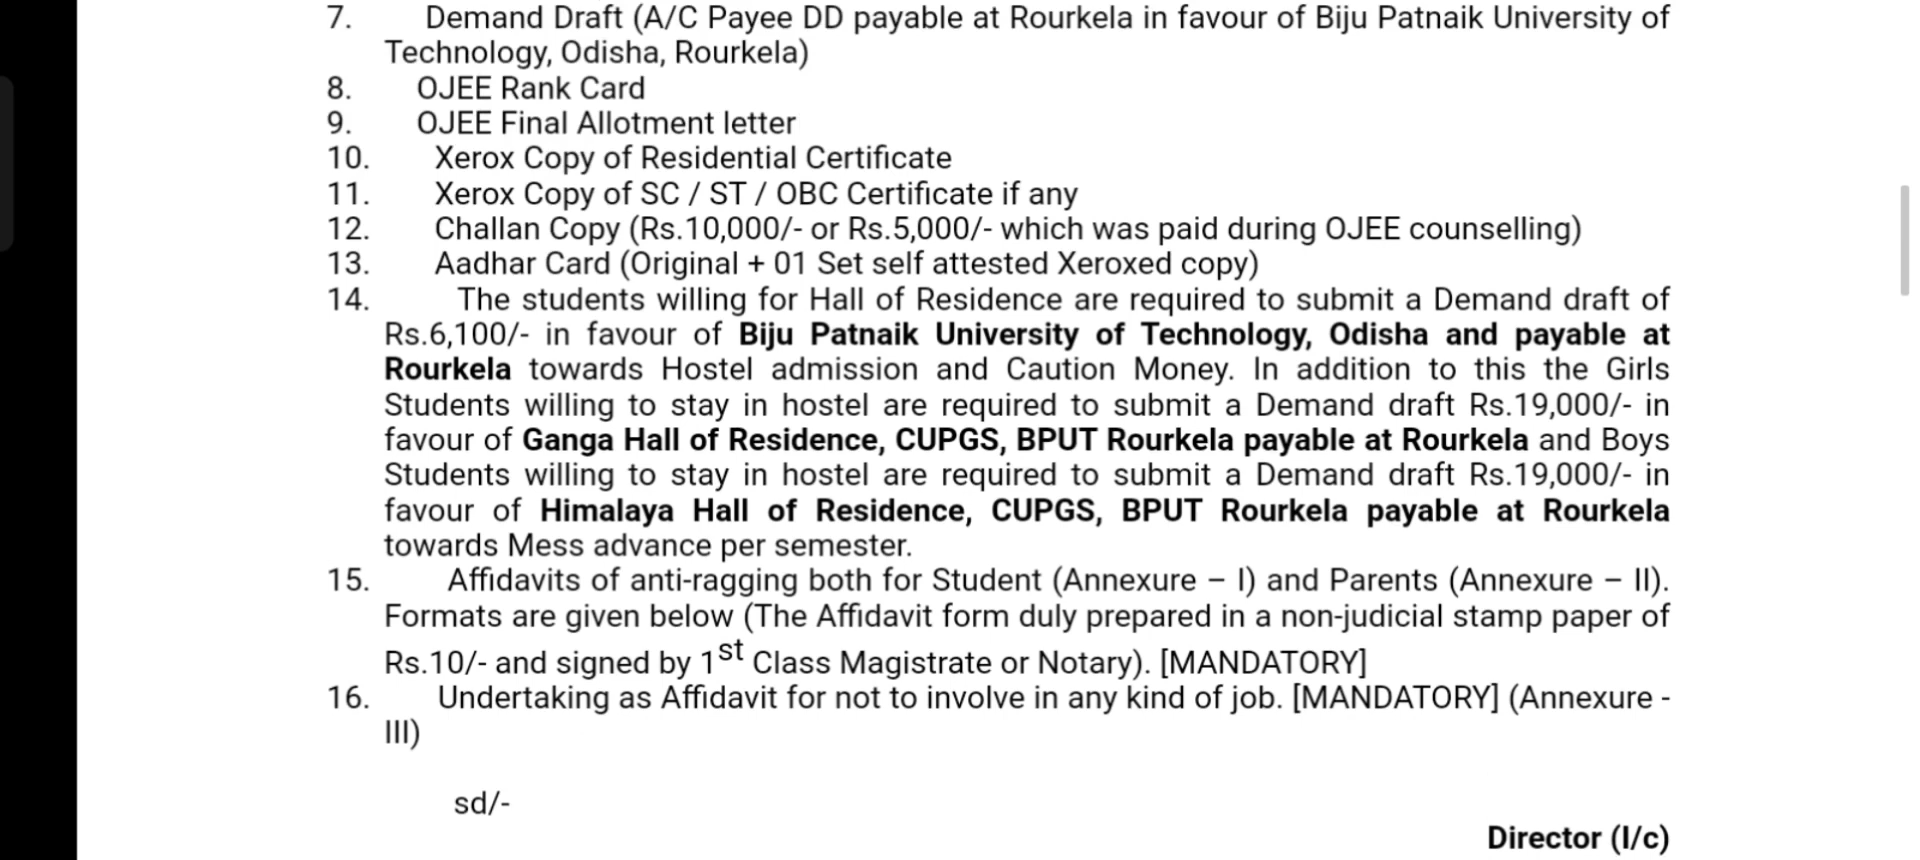 7. Demand Draft (A/C Payee DD payable at Rourkela in favour of Biju Patnaik University of
Technology, Odisha, Rourkela)
8. OJEE Rank Card
9. OJEE Final Allotment letter
10. Xerox Copy of Residential Certificate
11. Xerox Copy of SC / ST / OBC Certificate if any
12. Challan Copy (Rs.10,000/- or Rs.5,000/- which was paid during OJEE counselling)
13. Aadhar Card (Original + 01 Set self attested Xeroxed copy)
14. The students willing for Hall of Residence are required to submit a Demand draft of
Rs.6,100/- in favour of Biju Patnaik University of Technology, Odisha and payable at
Rourkela towards Hostel admission and Caution Money. In addition to this the Girls
Students willing to stay in hostel are required to submit a Demand draft Rs.19,000/- in
favour of Ganga Hall of Residence, CUPGS, BPUT Rourkela payable at Rourkela and Boys
Students willing to stay in hostel are required to submit a Demand draft Rs.19,000/- in
favour of Himalaya Hall of Residence, CUPGS, BPUT Rourkela payable at Rourkela
towards Mess advance per semester.
15. Affidavits of anti-ragging both for Student (Annexure – I) and Parents (Annexure – II).
Formats are given below (The Affidavit form duly prepared in a non-judicial stamp paper of
Rs.10/- and signed by 1st Class Magistrate or Notary). [MANDATORY]
16. Undertaking as Affidavit for not to involve in any kind of job. [MANDATORY] (Annexure -
III)
sd/-
Director (I/c)